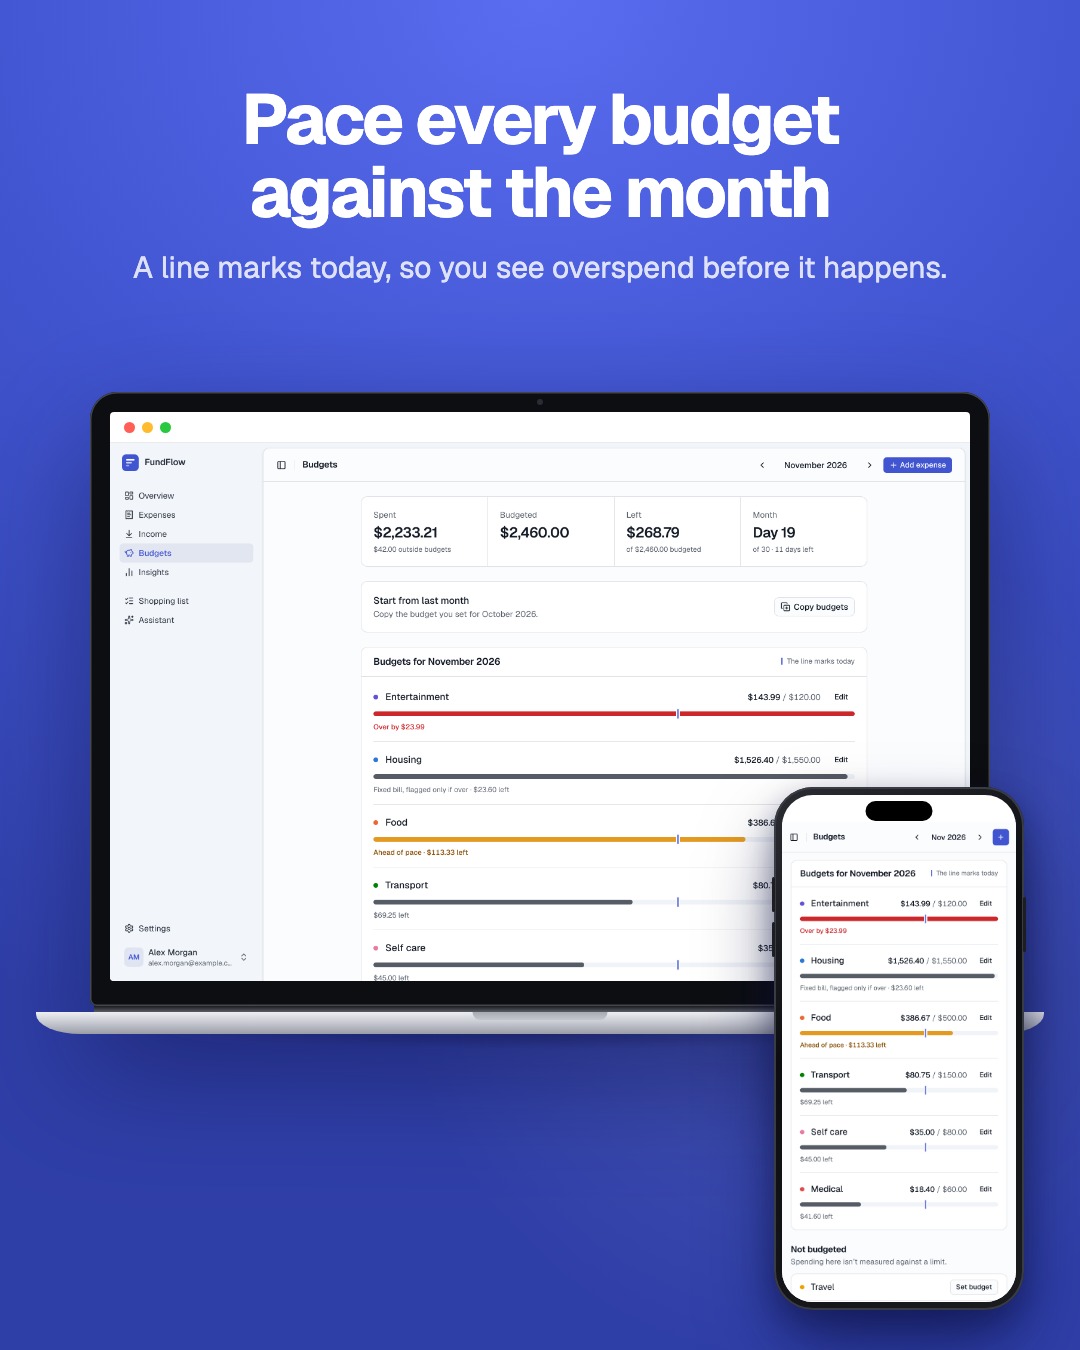 Pace every budget
against the month
A line marks today, so you see overspend before it happens.
FundFlow
Overview
Expenses
Income
Budgets
Insights
Shopping list
Assistant
Settings
AM
Alex Morgan
alex.morgan@example.c...
Budgets
November 2026
+ Add expense
Spent
$2,233.21
$42.00 outside budgets
Budgeted
$2,460.00
Left
$268.79
of $2,460.00 budgeted
Month
Day 19
of 30 · 11 days left
Start from last month
Copy the budget you set for October 2026.
Copy budgets
Budgets for November 2026
The line marks today
Entertainment
$143.99 / $120.00
Edit
Over by $23.99
Housing
$1,526.40 / $1,550.00
Edit
Fixed bill, flagged only if over · $23.60 left
Food
$386.6
Ahead of pace · $113.33 left
Transport
$80.
$69.25 left
Self care
$35
$45.00 left
Budgets
Nov 2026
+
Budgets for November 2026
The line marks today
Entertainment
$143.99 / $120.00
Edit
Over by $23.99
Housing
$1,526.40 / $1,550.00
Edit
Fixed bill, flagged only if over · $23.60 left
Food
$386.67 / $500.00
Edit
Ahead of pace · $113.33 left
Transport
$80.75 / $150.00
Edit
$69.25 left
Self care
$35.00 / $80.00
Edit
$45.00 left
Medical
$18.40 / $60.00
Edit
$41.60 left
Not budgeted
Spending here isn't measured against a limit.
Travel
Set budget